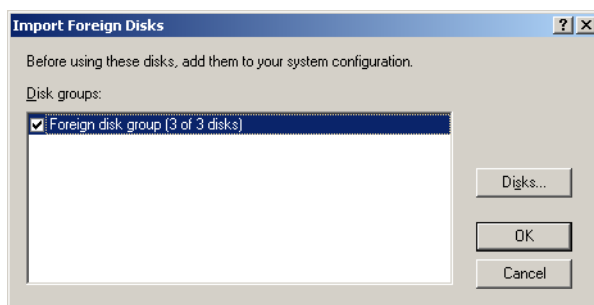 Import Foreign Disks
Before using these disks, add them to your system configuration.
Disk groups:
Foreign disk group (3 of 3 disks)
Disks...
OK
Cancel